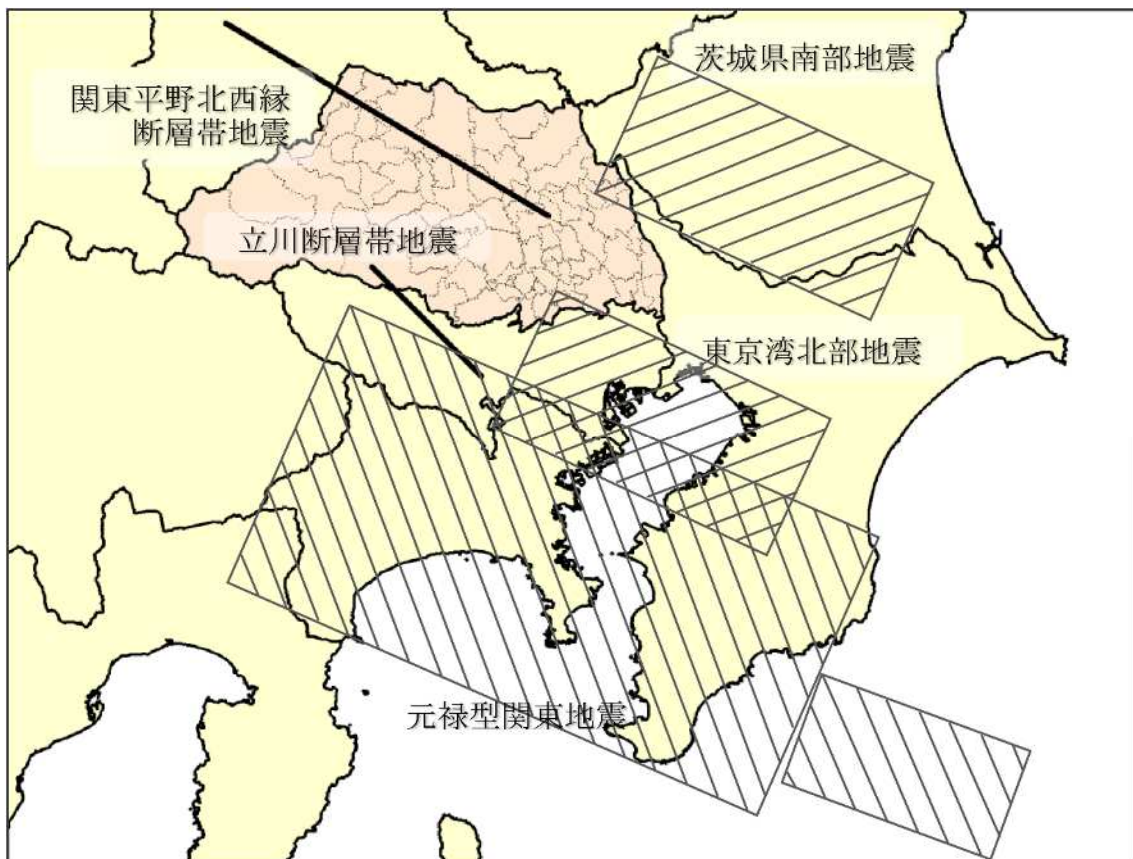 茨城県南部地震
関東平野北西縁
断層帯地震
立川断層帯地震
東京湾北部地震
元禄型関東地震